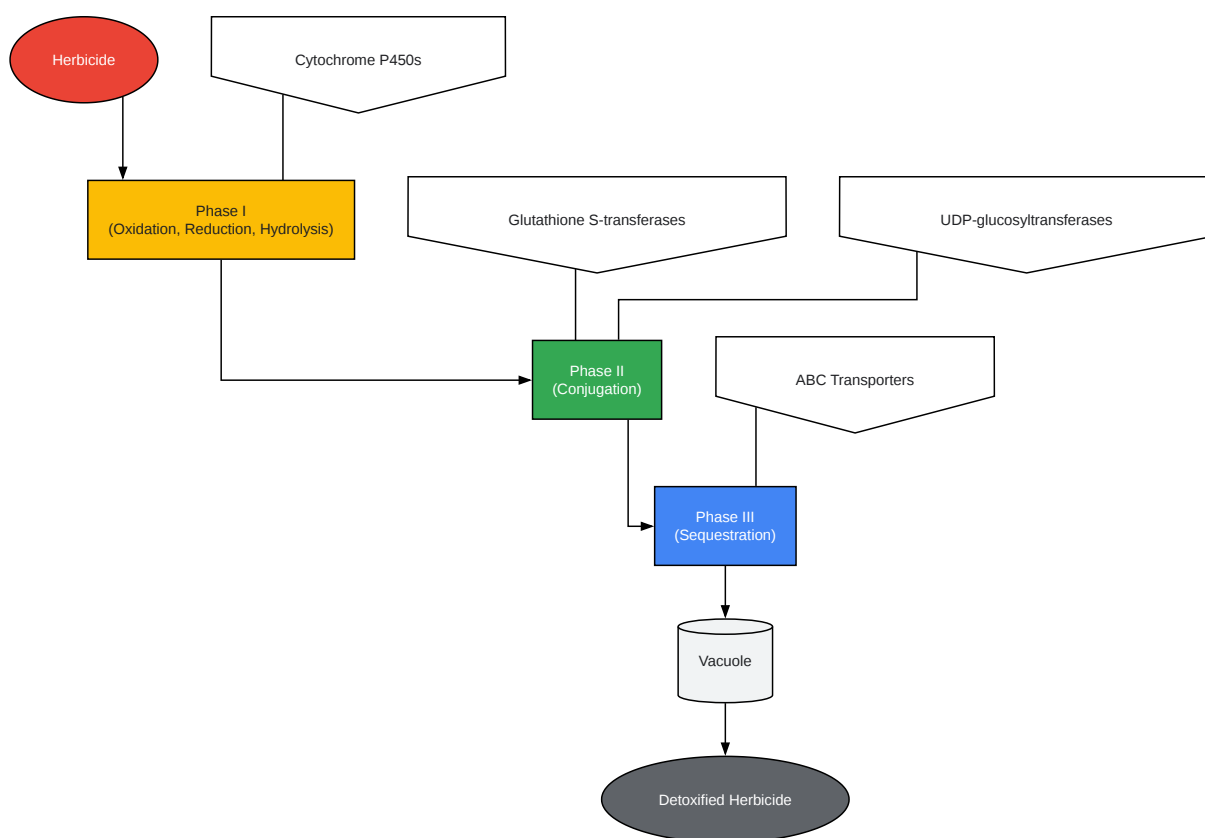 Herbicide
Cytochrome P450s
Phase I
(Oxidation, Reduction, Hydrolysis)
Glutathione S-transferases
UDP-glucosyltransferases
Phase II
(Conjugation)
ABC Transporters
Phase III
(Sequestration)
Vacuole
Detoxified Herbicide